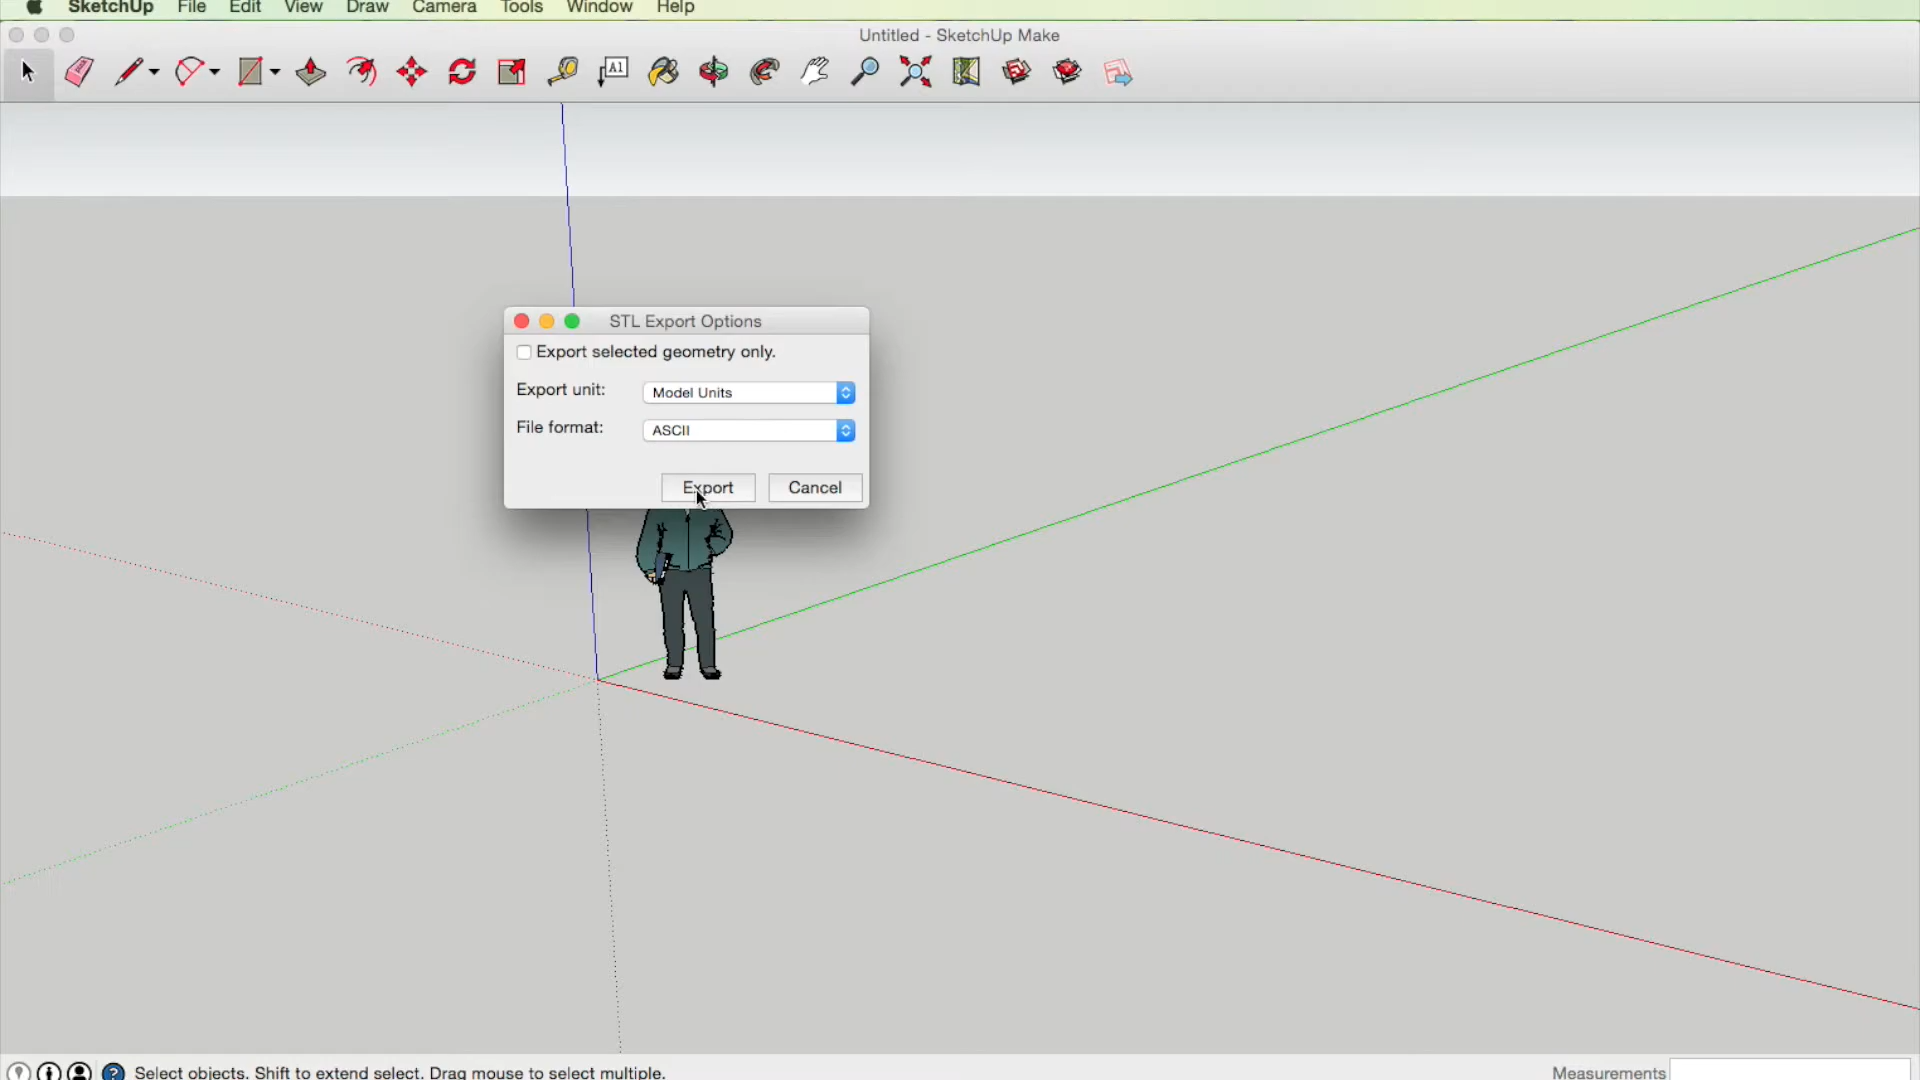 SketchUp File Edit View Draw Camera Tools Window Help
Untitled - SketchUp Make
A1
STL Export Options
Export selected geometry only.
Export unit: Model Units
File format: ASCII
Export Cancel
Select objects. Shift to extend select. Drag mouse to select multiple. Measurements